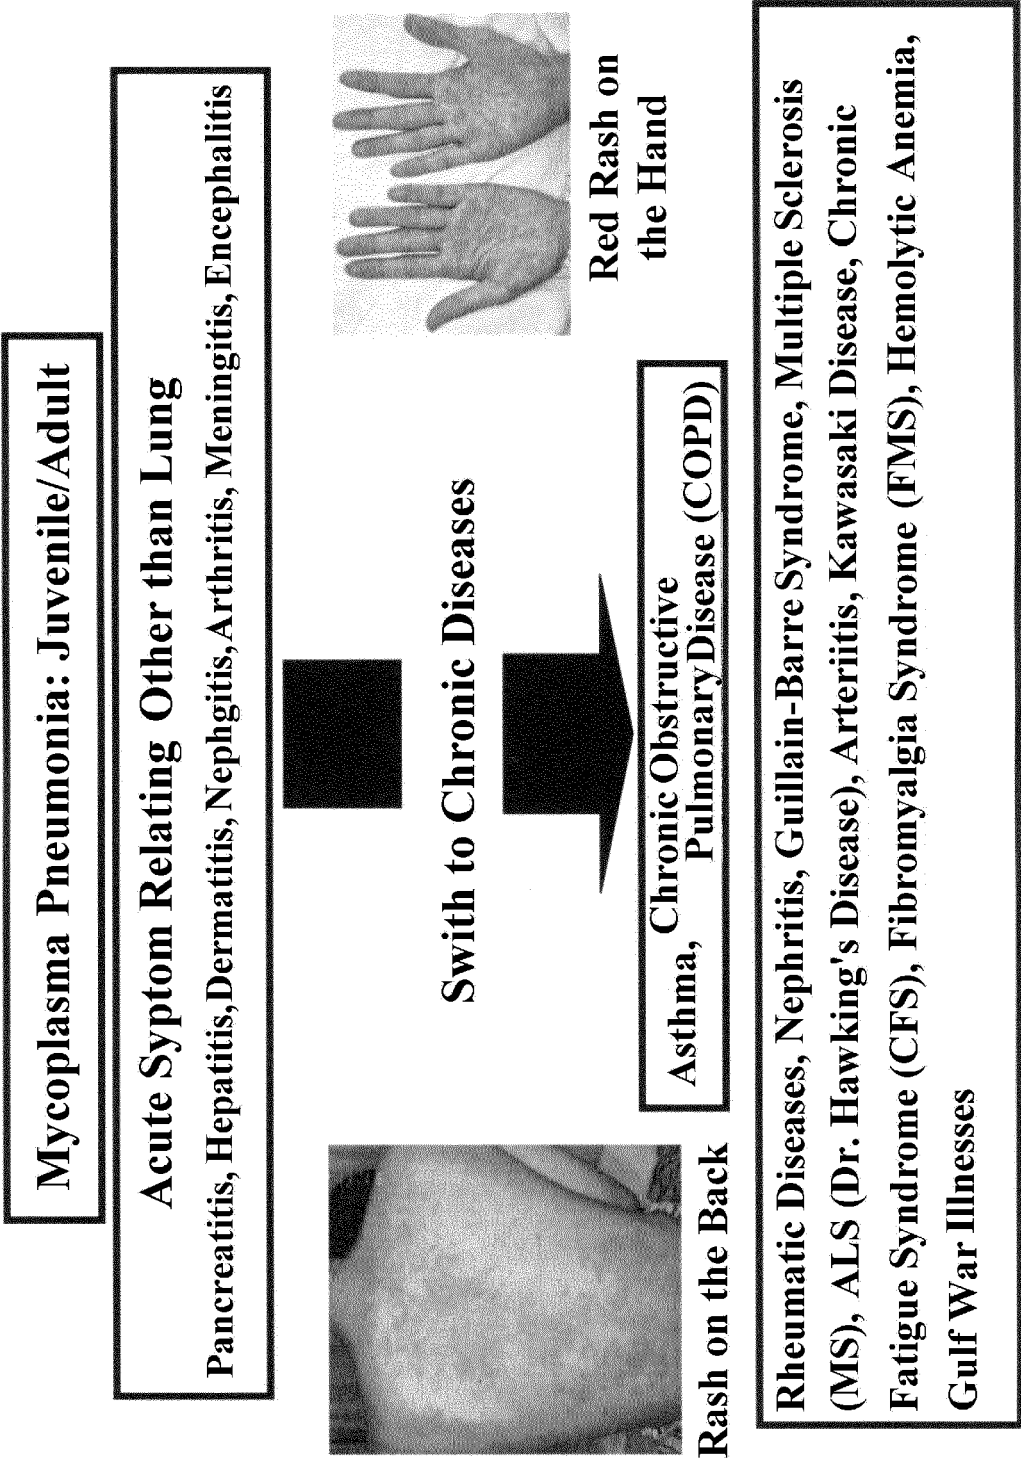 Mycoplasma Pneumonia: Juvenile/Adult
Acute Sypton Relating Other than Lung
Pancreatitis, Hepatitis,Dermatitis, Nephgitis,Arthritis, Meningitis, Encephalitis
Swith to Chronic Diseases
Rash on the Back
Red Rash on
the Hand
Asthma,
Chronic Obstructive
PulmonaryDisease (COPD)
Rheumatic Diseases, Nephritis, Guillain-Barre Syndrome, Multiple Sclerosis
(MS), ALS (Dr. Hawking's Disease), Arteriitis, Kawasaki Disease, Chronic
Fatigue Syndrome (CFS), Fibromyalgia Syndrome (FMS), Hemolytic Anemia,
Gulf War Illnesses